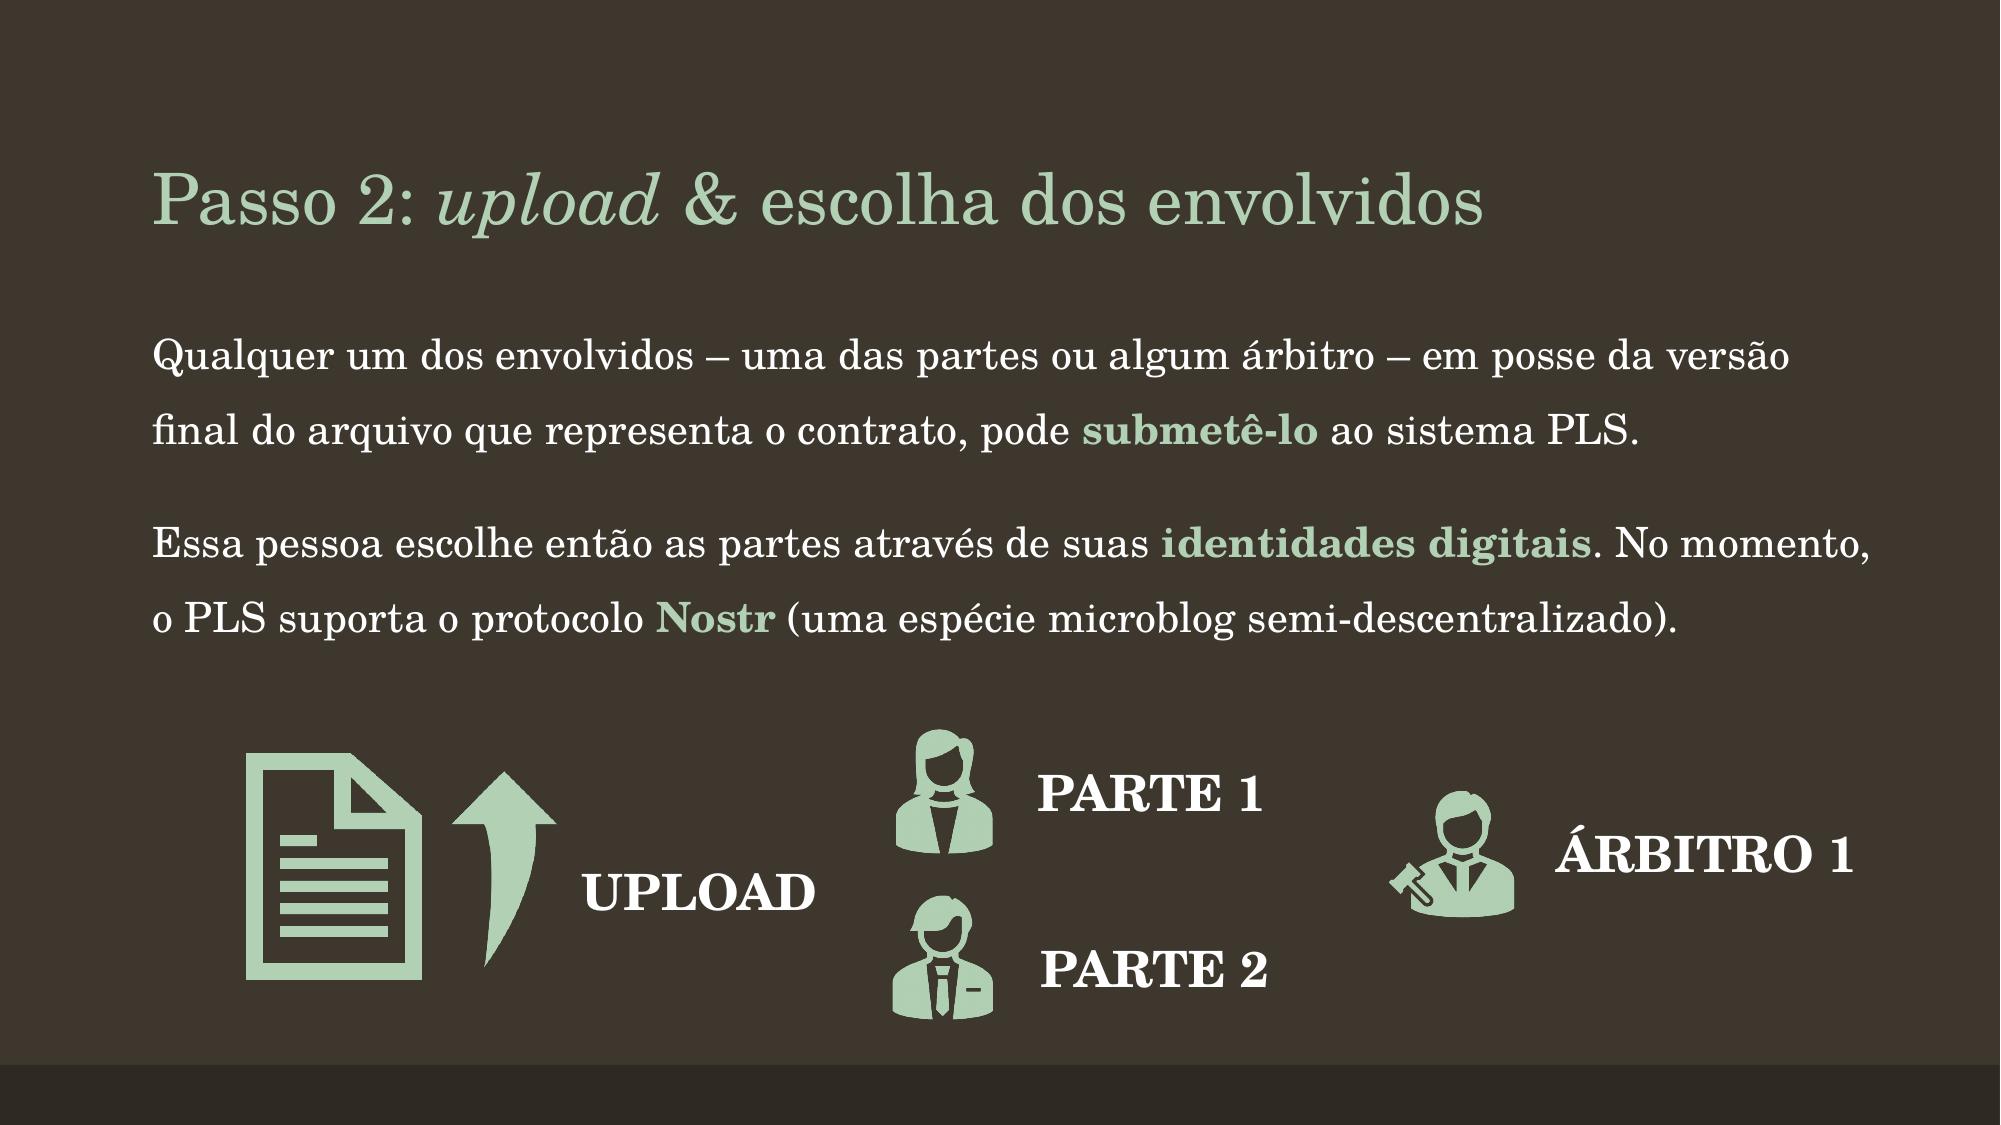 Passo 2: upload & escolha dos envolvidos
Qualquer um dos envolvidos – uma das partes ou algum árbitro – em posse da versão
final do arquivo que representa o contrato, pode submetê-lo ao sistema PLS.
Essa pessoa escolhe então as partes através de suas identidades digitais. No momento,
o PLS suporta o protocolo Nostr (uma espécie microblog semi-descentralizado).
UPLOAD
PARTE 1
PARTE 2
ÁRBITRO 1